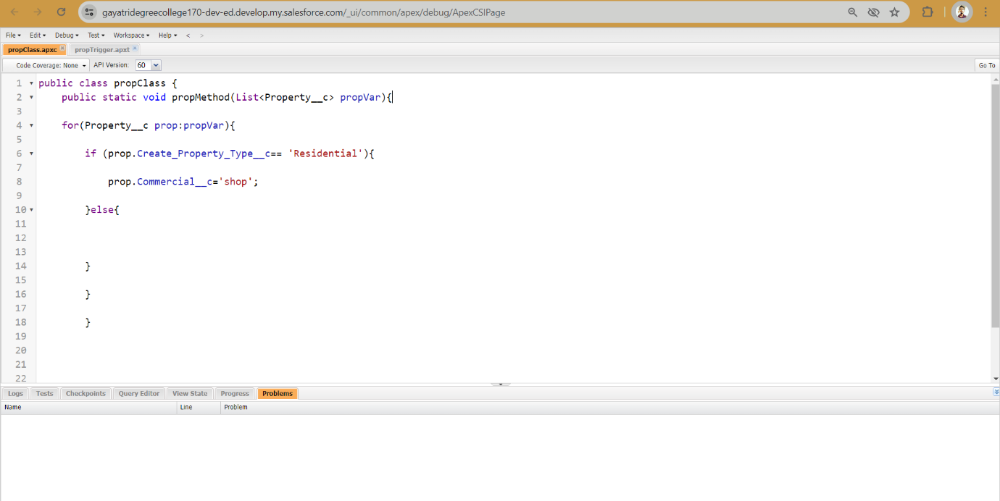 gayatridegreecollege170-dev-ed.develop.my.salesforce.com/_ui/common/apex/debug/ApexCSIPage
File Edit Debug Test Workspace Help < >
propClass.apxc propTrigger.apxt
Code Coverage: None API Version: 60 Go To
1 public class propClass {
2 public static void propMethod(List<Property__c> propVar){
3
4 for(Property__c prop:propVar){
5
6 if (prop.Create_Property_Type__c== 'Residential'){
7
8 prop.Commercial__c='shop';
9
10 }else{
11
12
13
14 }
15
16 }
17
18 }
19
20
21
22
Logs Tests Checkpoints Query Editor View State Progress Problems
Name Line Problem